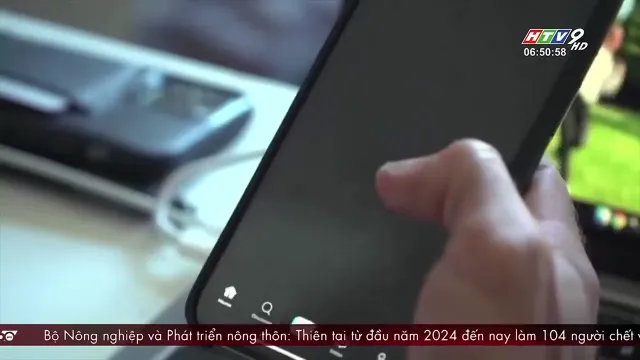 HTV9 HD
06:50:58
Bộ Nông nghiệp và Phát triển nông thôn: Thiên tai từ đầu năm 2024 đến nay làm 104 người chết